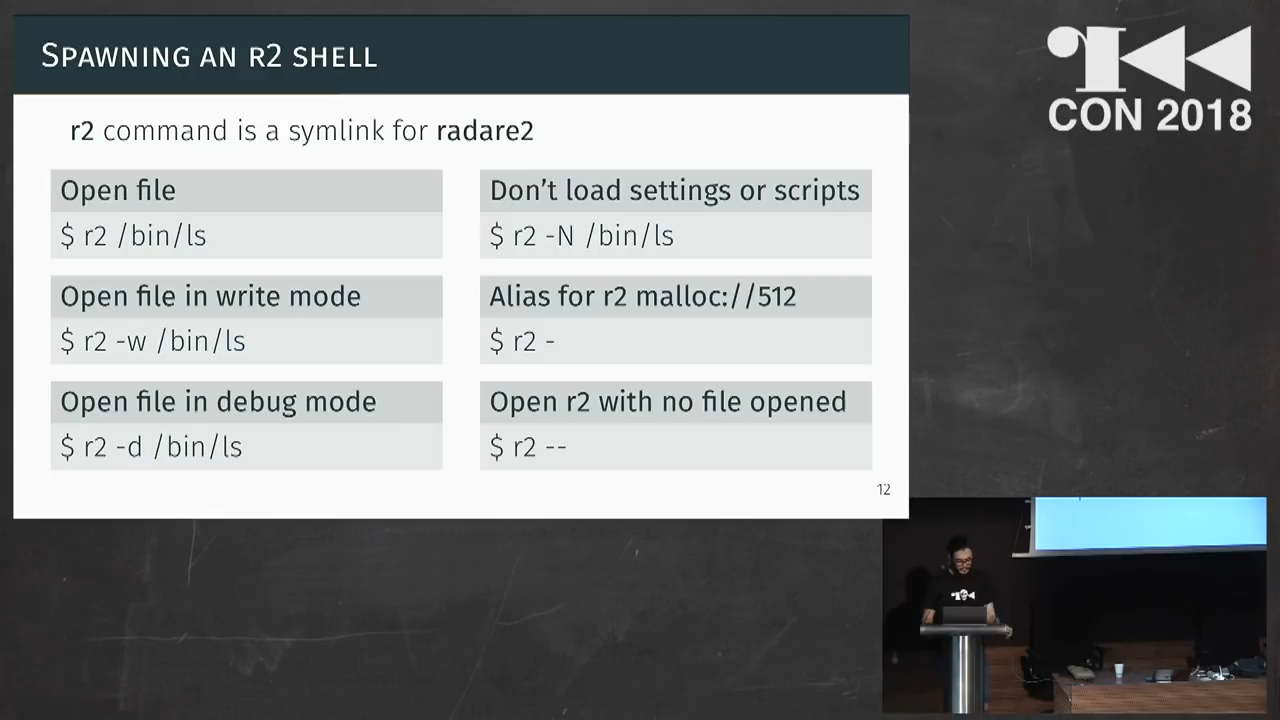 SPAWNING AN R2 SHELL
r2 command is a symlink for radare2
Open file
$ r2 /bin/ls
Open file in write mode
$ r2 -w /bin/ls
Open file in debug mode
$ r2 -d /bin/ls
Don’t load settings or scripts
$ r2 -N /bin/ls
Alias for r2 malloc://512
$ r2 -
Open r2 with no file opened
$ r2 --
12
CON 2018